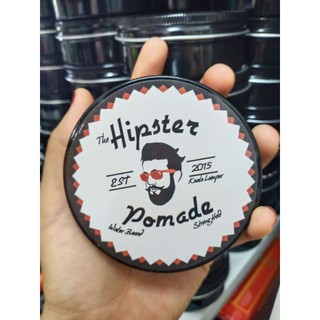 The Hipster
EST 2015
Kuala Lumpur
Pomade
Water Based Strong Hold